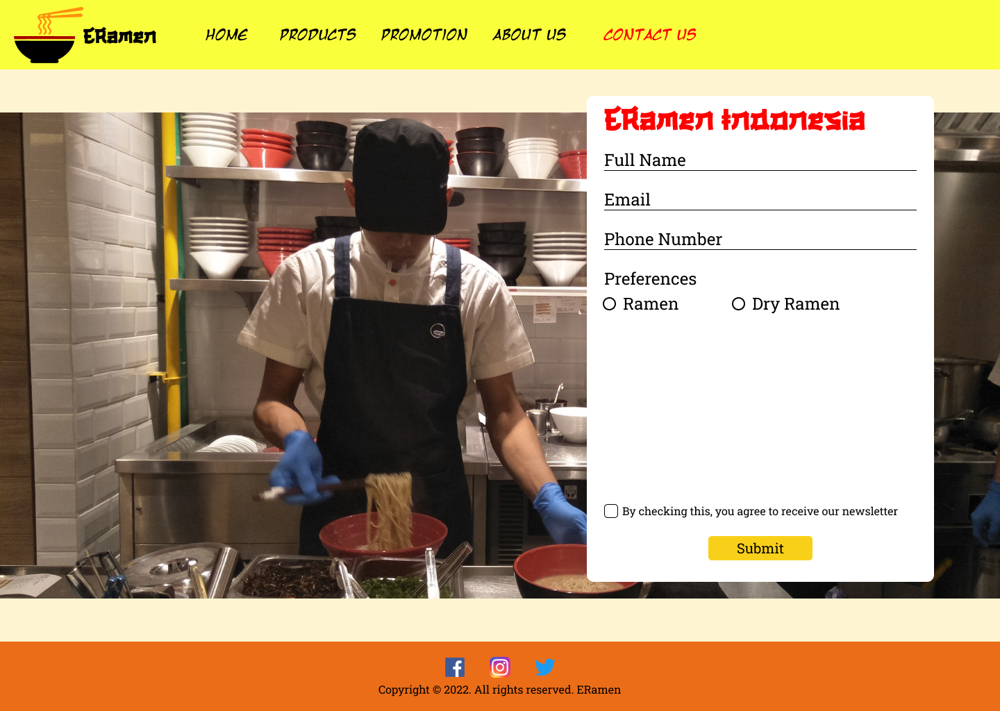 ERamen
HOME PRODUCTS PROMOTION ABOUT US CONTACT US
ERamen Indonesia
Full Name
Email
Phone Number
Preferences
Ramen Dry Ramen
By checking this, you agree to receive our newsletter
Submit
Copyright © 2022. All rights reserved. ERamen